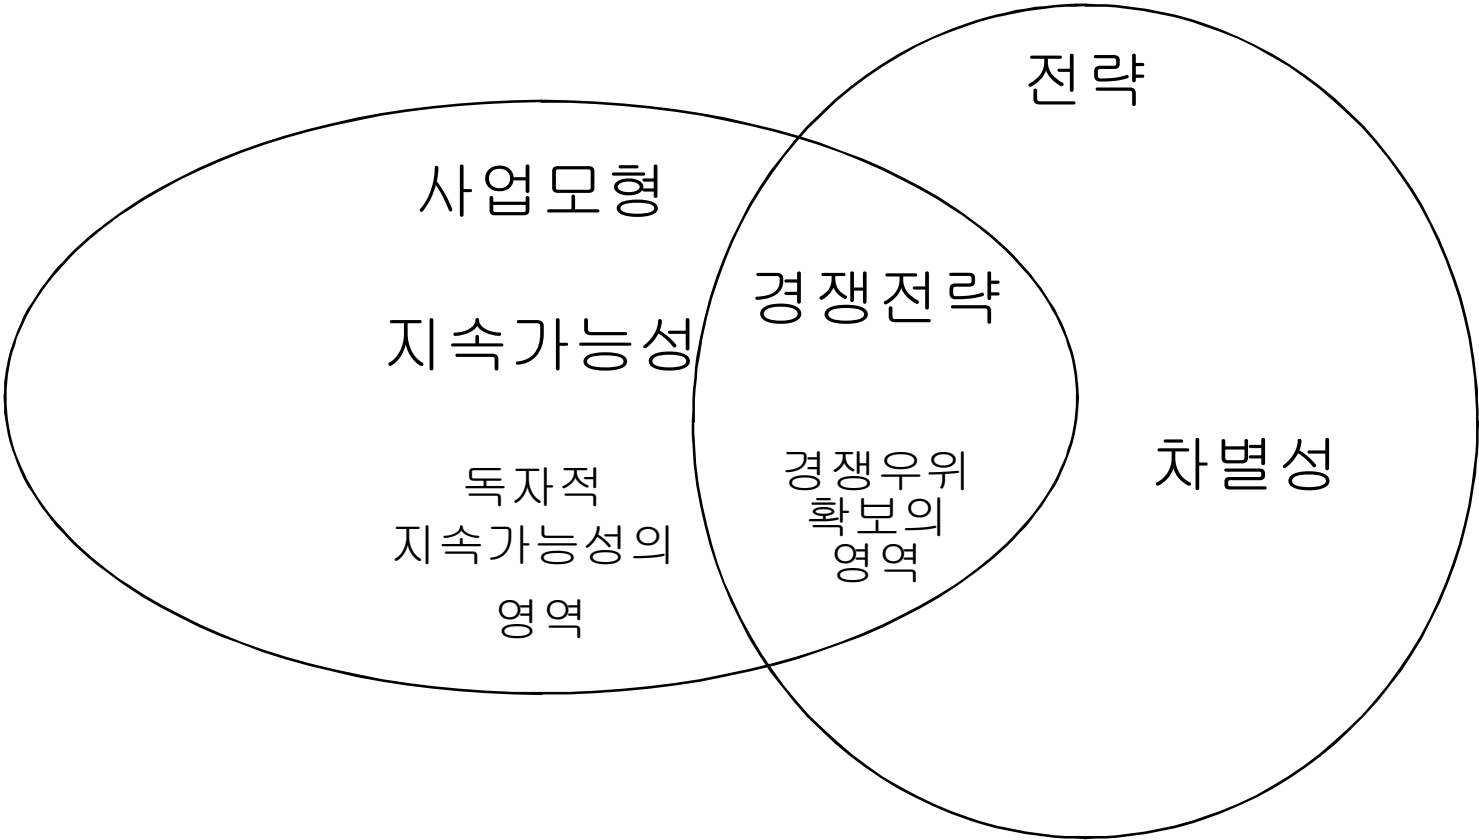 전략
사업모형
경쟁전략
지속가능성
차별성
경쟁우위
확보의
영역
독자적
지속가능성의
영역